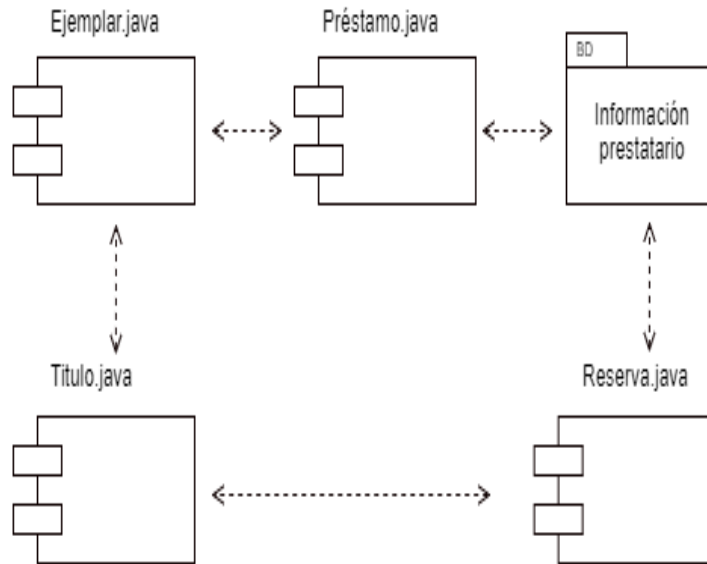 Ejemplar.java
Préstamo.java
BD
Información
prestatario
Titulo.java
Reserva.java